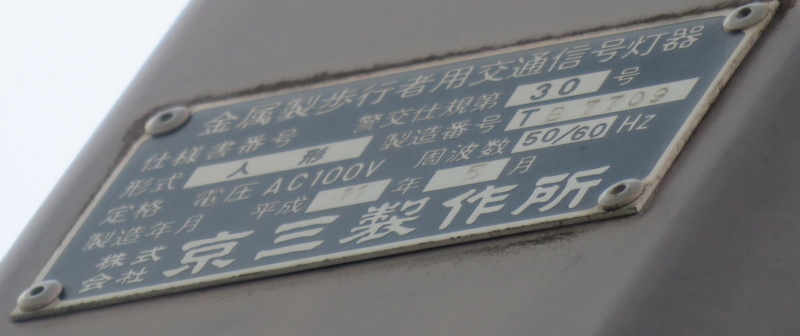 金属製歩行者用交通信号灯器
仕様書番号 警交仕規第 30 号
形式 人形 製造番号 TB7709
定格 電圧 AC100V 周波数 50/60 Hz
製造年月 平成 11 年 5 月
株式会社 京三製作所